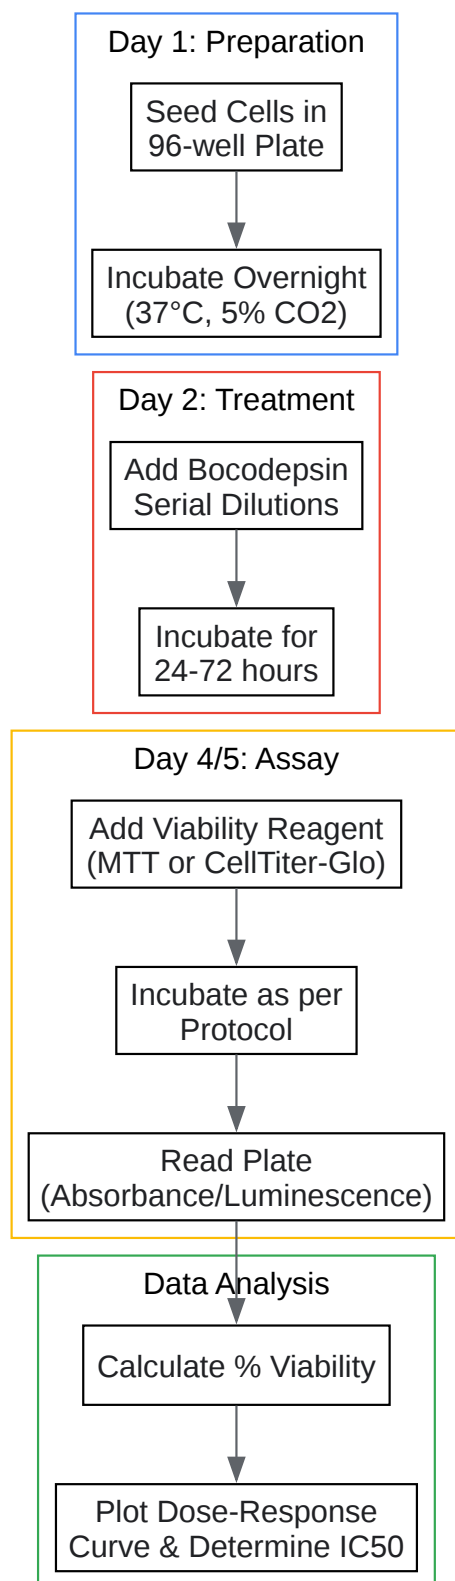 Day 1: Preparation
Seed Cells in
96-well Plate
Incubate Overnight
(37°C, 5% CO2)
Day 2: Treatment
Add Bocodepsin
Serial Dilutions
Incubate for
24-72 hours
Day 4/5: Assay
Add Viability Reagent
(MTT or CellTiter-Glo)
Incubate as per
Protocol
Read Plate
(Absorbance/Luminescence)
Data Analysis
Calculate % Viability
Plot Dose-Response
Curve & Determine IC50